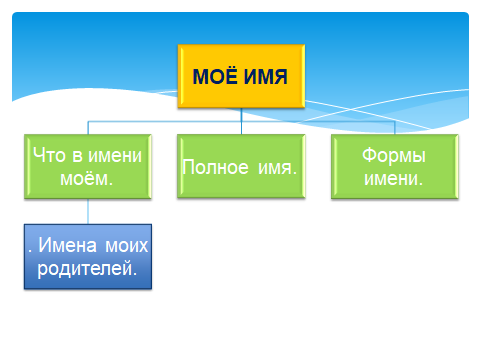 МОЁ ИМЯ
Что в имени
моём.
Полное имя.
Формы
имени.
. Имена моих
родителей.